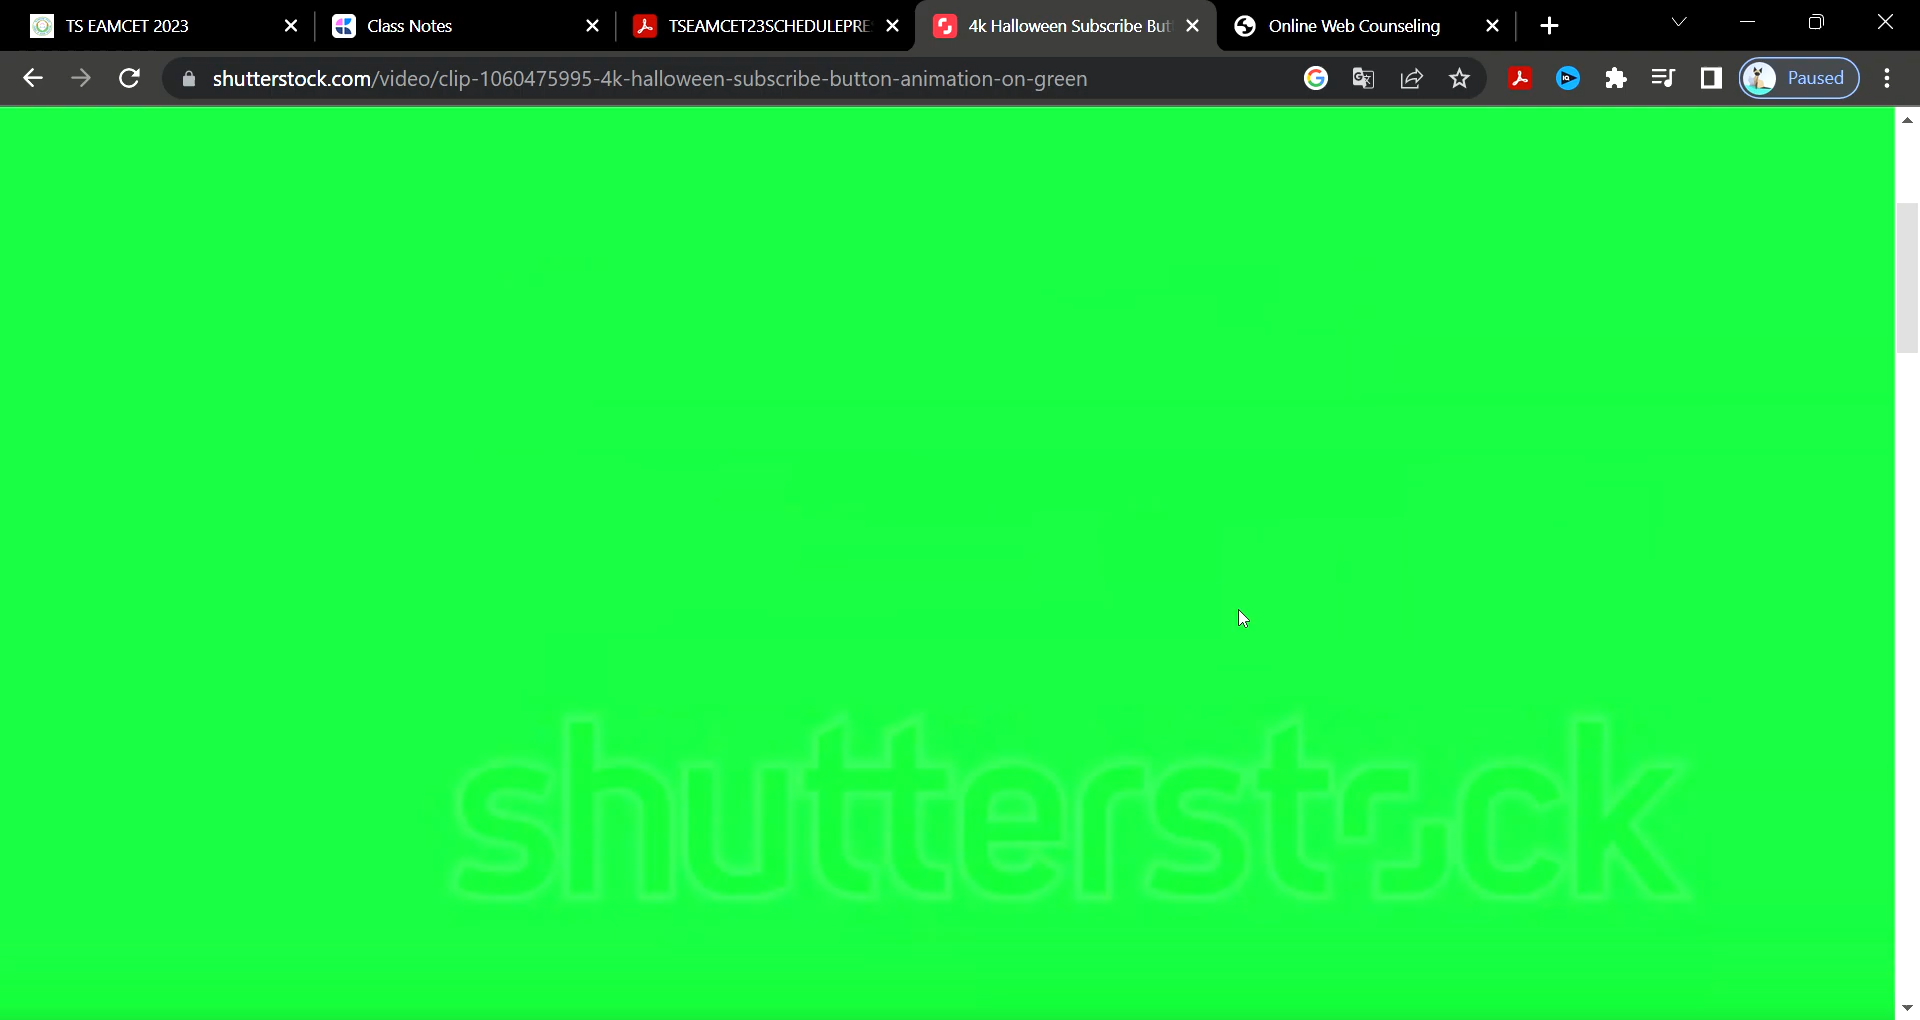 TS EAMCET 2023
Class Notes
TSEAMCET23SCHEDULEPRE
4k Halloween Subscribe But
Online Web Counseling
shutterstock.com/video/clip-1060475995-4k-halloween-subscribe-button-animation-on-green
Paused
shutterstock